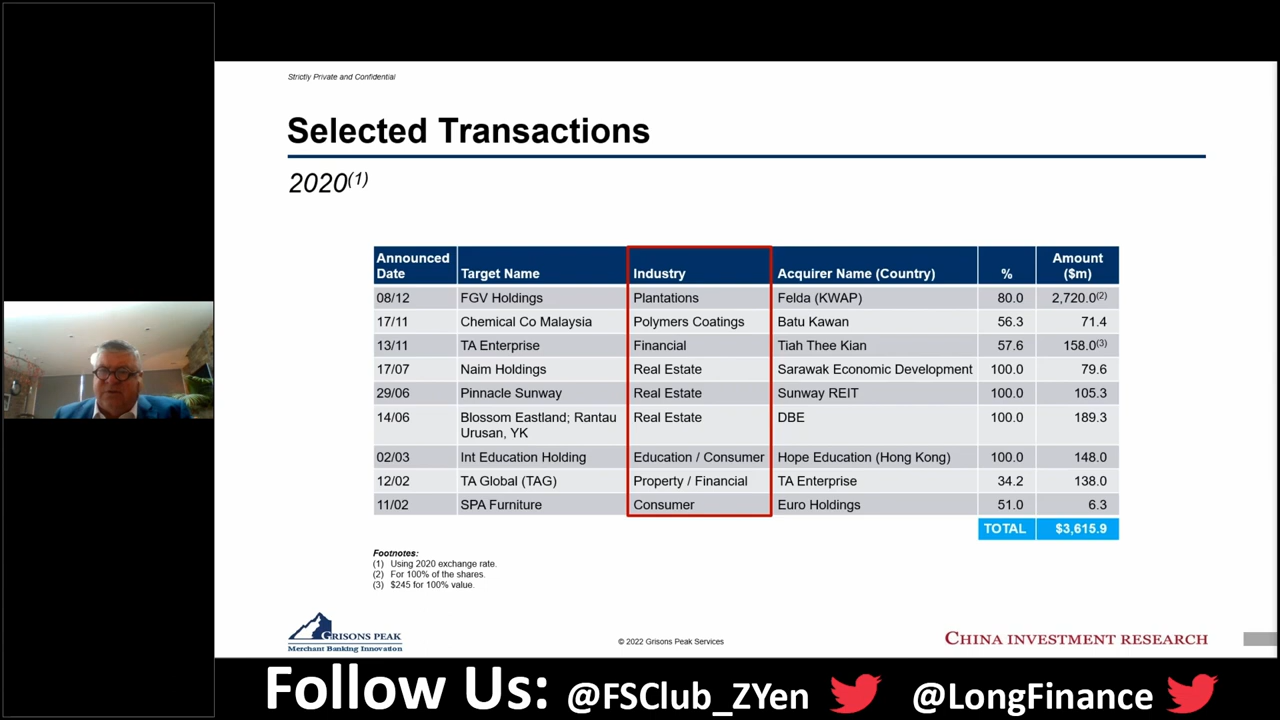 Strictly Private and Confidential
Selected Transactions
2020(1)
Announced Date Target Name Industry Acquirer Name (Country) % Amount ($m)
08/12 FGV Holdings Plantations Felda (KWAP) 80.0 2,720.0(2)
17/11 Chemical Co Malaysia Polymers Coatings Batu Kawan 56.3 71.4
13/11 TA Enterprise Financial Tiah Thee Kian 57.6 158.0(3)
17/07 Naim Holdings Real Estate Sarawak Economic Development 100.0 79.6
29/06 Pinnacle Sunway Real Estate Sunway REIT 100.0 105.3
14/06 Blossom Eastland; Rantau Urusan, YK Real Estate DBE 100.0 189.3
02/03 Int Education Holding Education / Consumer Hope Education (Hong Kong) 100.0 148.0
12/02 TA Global (TAG) Property / Financial TA Enterprise 34.2 138.0
11/02 SPA Furniture Consumer Euro Holdings 51.0 6.3
TOTAL $3,615.9
Footnotes:
(1) Using 2020 exchange rate.
(2) For 100% of the shares.
(3) $245 for 100% value.
GRISONS PEAK
Merchant Banking Innovation
© 2022 Grisons Peak Services
CHINA INVESTMENT RESEARCH
Follow Us: @FSClub_ZYen @LongFinance